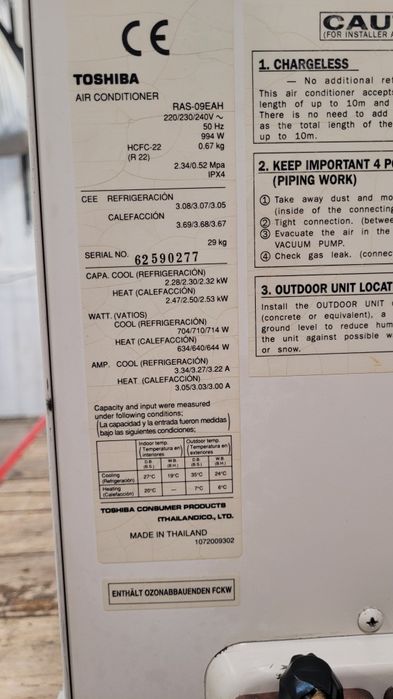 CE
TOSHIBA
AIR CONDITIONER
RAS-09EAH
220/230/240V ~
50 Hz
994 W
HCFC-22 0.67 kg
(R 22)
2.34/0.52 Mpa
IPX4
CEE REFRIGERACIÓN
3.08/3.07/3.05
CALEFACCIÓN
3.69/3.68/3.67
29 kg
SERIAL NO. 62590277
CAPA. COOL (REFRIGERACIÓN)
2.28/2.30/2.32 kW
HEAT (CALEFACCIÓN)
2.47/2.50/2.53 kW
WATT. (VATIOS)
COOL (REFRIGERACIÓN)
704/710/714 W
HEAT (CALEFACCIÓN)
634/640/644 W
AMP. COOL (REFRIGERACIÓN)
3.34/3.27/3.22 A
HEAT (CALEFACCIÓN)
3.05/3.03/3.00 A
Capacity and input were measured
under following conditions;
(La capacidad y la entrada fueron medidas
bajo las siguientes condiciones;)
Indoor temp. Outdoor temp.
(Temperatura en interiores) (Temperatura en exteriores)
D.B. W.B. D.B. W.B.
(B.S.) (B.H.) (B.S.) (B.H.)
Cooling (Refrigeración) 27°C 19°C 35°C 24°C
Heating (Calefacción) 20°C — 7°C 6°C
TOSHIBA CONSUMER PRODUCTS
(THAILAND)CO., LTD.
MADE IN THAILAND
1072009302
ENTHÄLT OZONABBAUENDEN FCKW
CAU
(FOR INSTALLER A
1. CHARGELESS
— No additional ref
This air conditioner accept
length of up to 10m and
There is no need to add
as the total length of the
up to 10m.
2. KEEP IMPORTANT 4 P
(PIPING WORK)
① Take away dust and mo
(inside of the connecting
② Tight connection. (betwe
③ Evacuate the air in the
VACUUM PUMP.
④ Check gas leak. (connec
3. OUTDOOR UNIT LOCAT
Install the OUTDOOR UNIT
(concrete or equivalent), a
ground level to reduce hum
the unit against possible w
or snow.